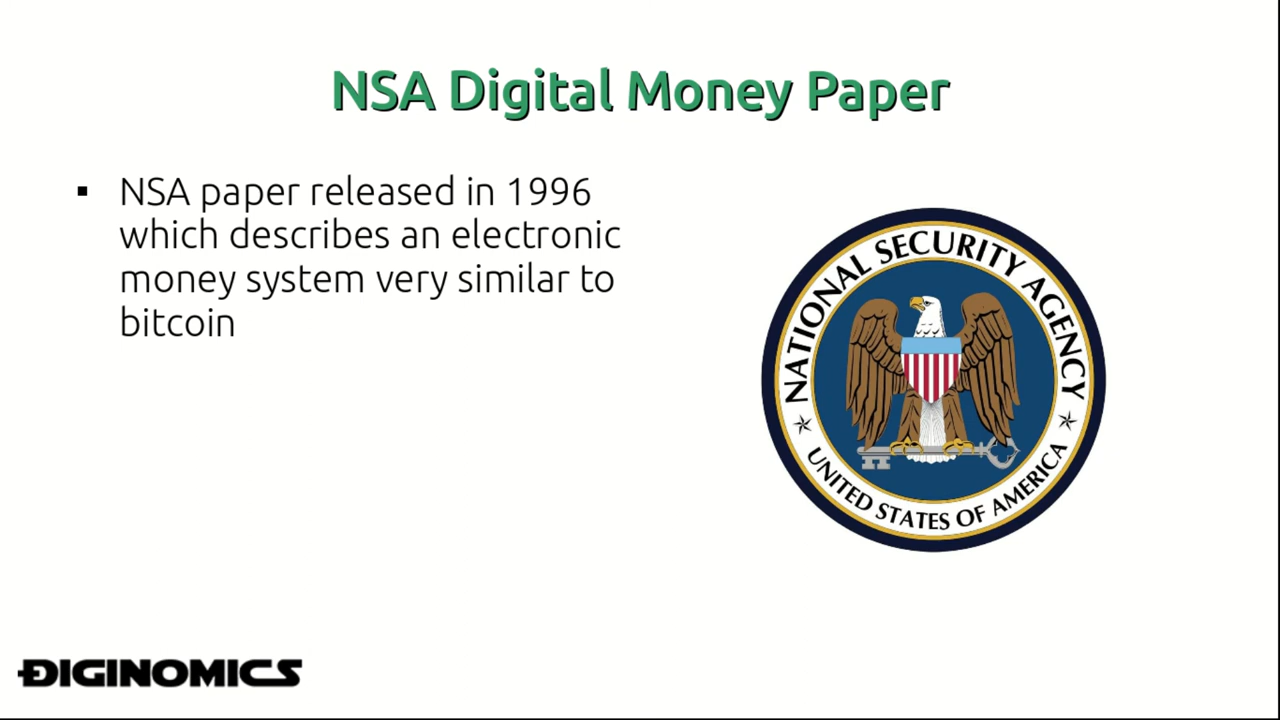 NSA Digital Money Paper
▪ NSA paper released in 1996
which describes an electronic
money system very similar to
bitcoin
NATIONAL SECURITY AGENCY
UNITED STATES OF AMERICA
ĐIGINOMICS